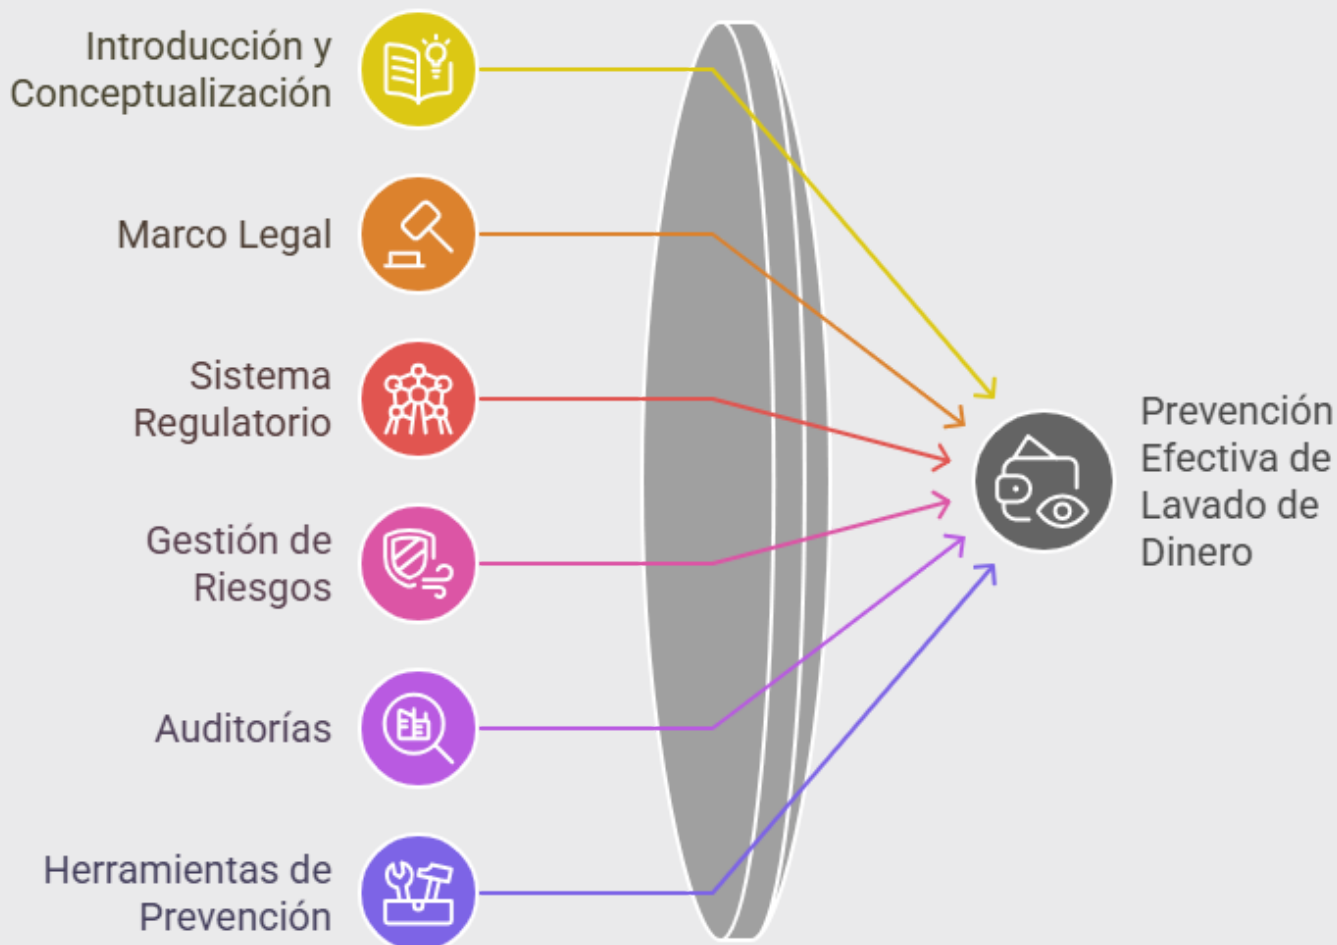 Introducción y
Conceptualización
Marco Legal
Sistema
Regulatorio
Gestión de
Riesgos
Auditorías
Herramientas de
Prevención
Prevención
Efectiva de
Lavado de
Dinero